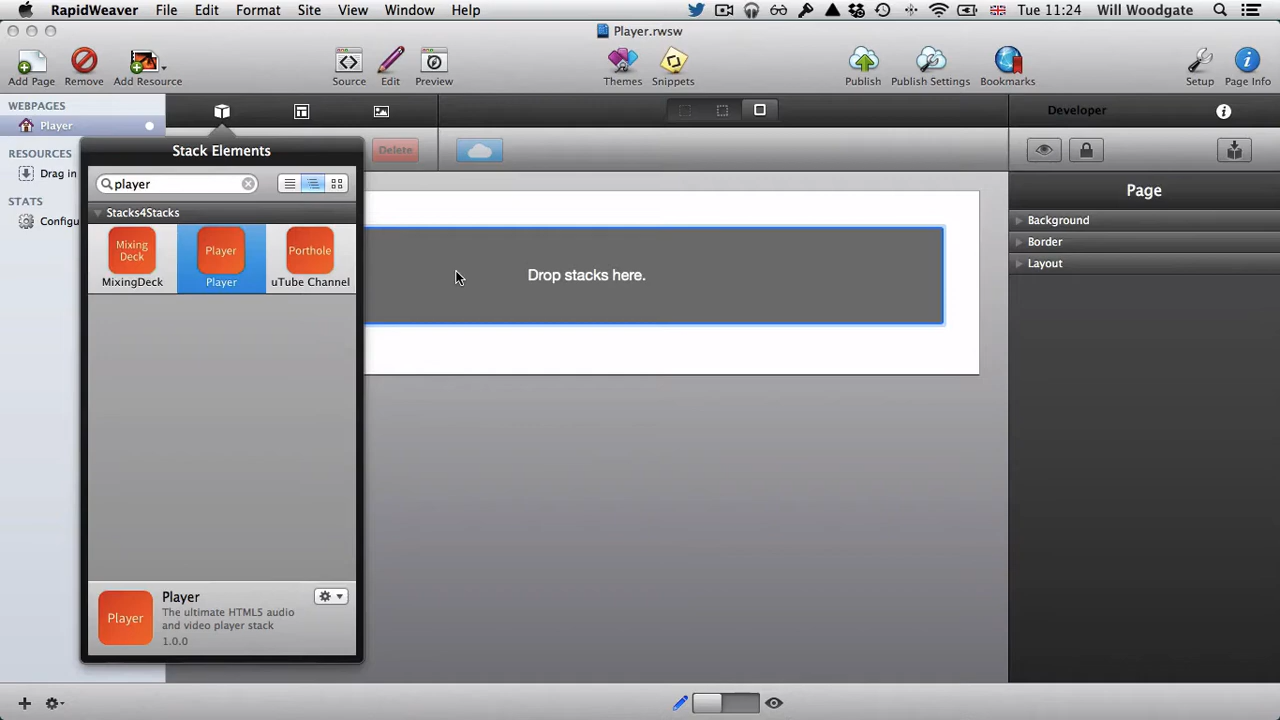 RapidWeaver File Edit Format Site View Window Help Tue 11:24 Will Woodgate
Player.rwsw
Add Page Remove Add Resource Source Edit Preview Themes Snippets Publish Publish Settings Bookmarks Setup Page Info
WEBPAGES
Player
RESOURCES
Drag in
STATS
Configu
Developer
Delete
Stack Elements
player
Stacks4Stacks
Mixing
Deck
Player
Porthole
MixingDeck Player uTube Channel
Drop stacks here.
Page
Background
Border
Layout
Player
Player
The ultimate HTML5 audio
and video player stack
1.0.0